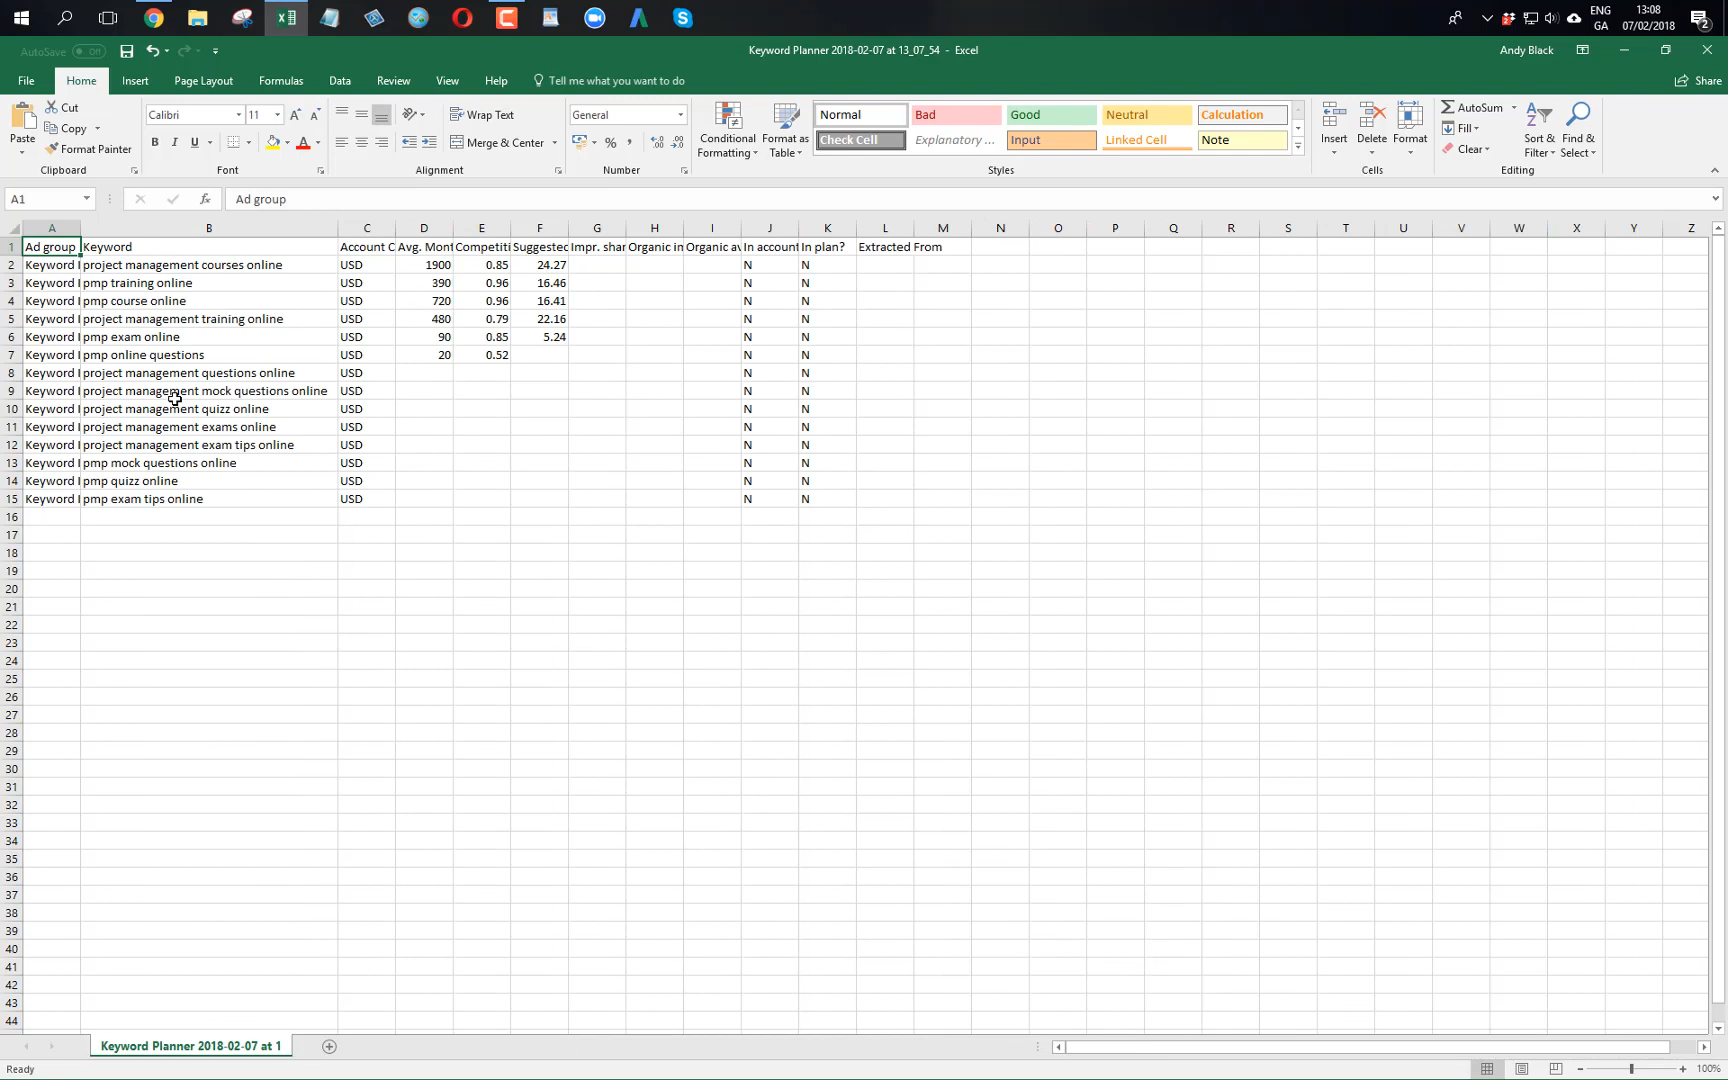 ENG
GA
13:08
07/02/2018
2
AutoSave Off
Keyword Planner 2018-02-07 at 13_07_54 - Excel
Andy Black
File Home Insert Page Layout Formulas Data Review View Help Tell me what you want to do
Share
Paste
Cut
Copy
Format Painter
Clipboard
Calibri 11
B I U
Font
Wrap Text
Merge & Center
Alignment
General
%
Number
Conditional Formatting
Format as Table
Normal Bad Good Neutral Calculation
Check Cell Explanatory ... Input Linked Cell Note
Styles
Insert Delete Format
Cells
AutoSum
Fill
Clear
Sort & Filter
Find & Select
Editing
A1 fx Ad group
A B C D E F G H I J K L M N O P Q R S T U V W X Y Z
1 Ad group Keyword Account C Avg. Mont Competiti Suggested Impr. shar Organic in Organic av In account In plan? Extracted From
2 Keyword I project management courses online USD 1900 0.85 24.27 N N
3 Keyword I pmp training online USD 390 0.96 16.46 N N
4 Keyword I pmp course online USD 720 0.96 16.41 N N
5 Keyword I project management training online USD 480 0.79 22.16 N N
6 Keyword I pmp exam online USD 90 0.85 5.24 N N
7 Keyword I pmp online questions USD 20 0.52 N N
8 Keyword I project management questions online USD N N
9 Keyword I project management mock questions online USD N N
10 Keyword I project management quizz online USD N N
11 Keyword I project management exams online USD N N
12 Keyword I project management exam tips online USD N N
13 Keyword I pmp mock questions online USD N N
14 Keyword I pmp quizz online USD N N
15 Keyword I pmp exam tips online USD N N
16
17
18
19
20
21
22
23
24
25
26
27
28
29
30
31
32
33
34
35
36
37
38
39
40
41
42
43
44
Keyword Planner 2018-02-07 at 1
Ready
100%